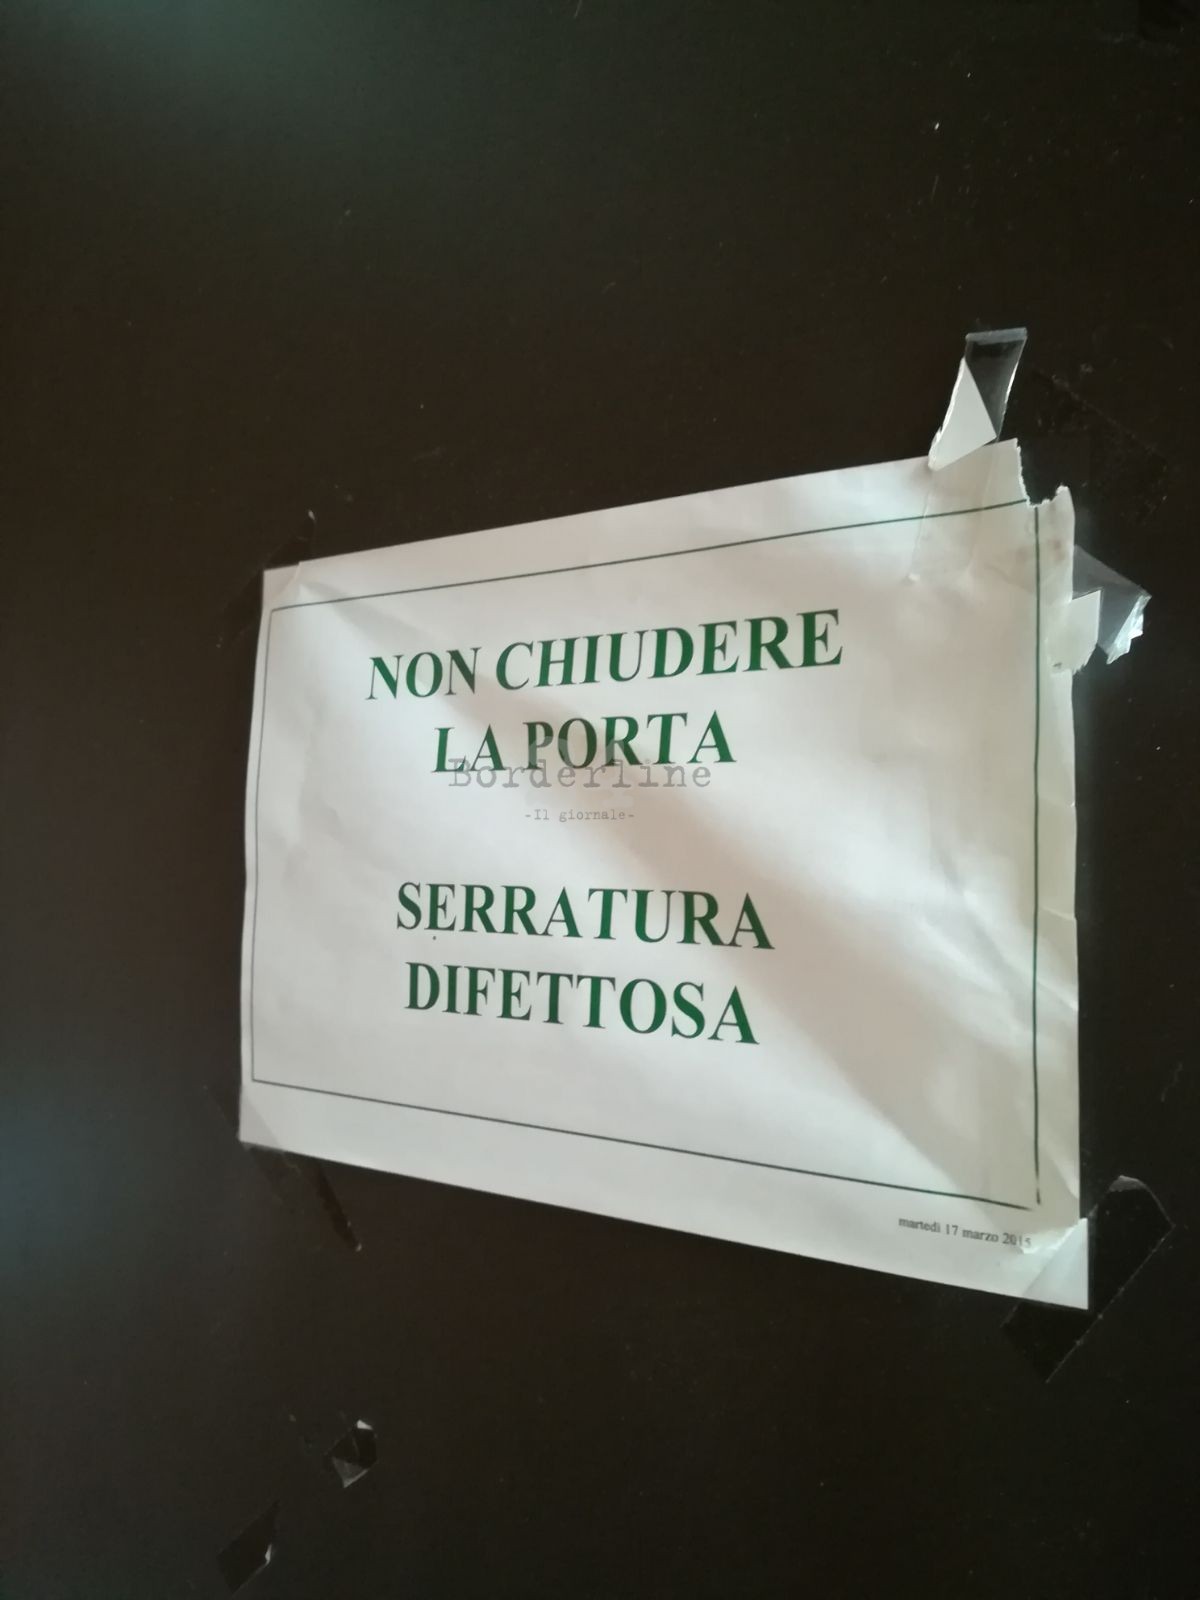 NON CHIUDERE
LA PORTA
Borderline
-Il giornale-
SERRATURA
DIFETTOSA
martedì 17 marzo 2015